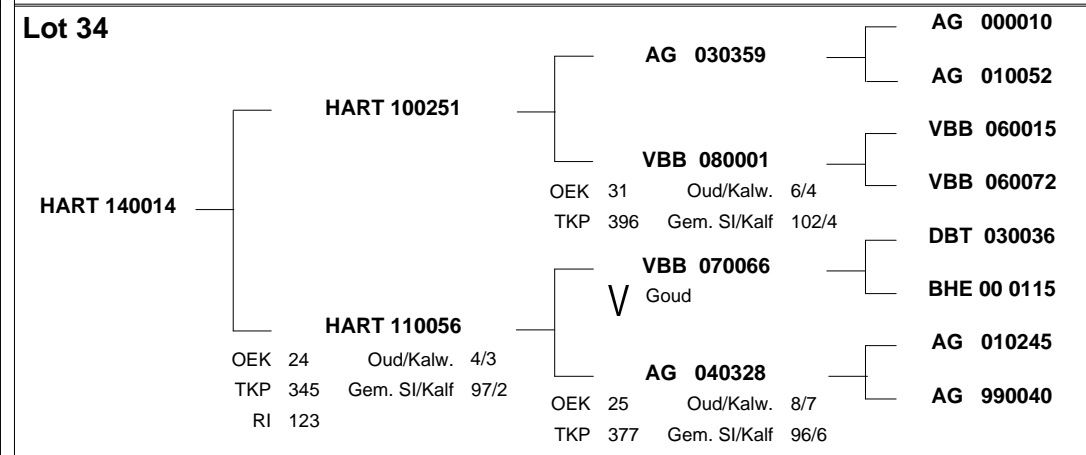 Lot 34
AG 000010
AG 030359
AG 010052
HART 100251
VBB 060015
VBB 080001
OEK 31 Oud/Kalw. 6/4
VBB 060072
TKP 396 Gem. SI/Kalf 102/4
HART 140014
DBT 030036
VBB 070066
V Goud
BHE 00 0115
HART 110056
OEK 24 Oud/Kalw. 4/3
AG 010245
TKP 345 Gem. SI/Kalf 97/2
AG 040328
RI 123
OEK 25 Oud/Kalw. 8/7
AG 990040
TKP 377 Gem. SI/Kalf 96/6